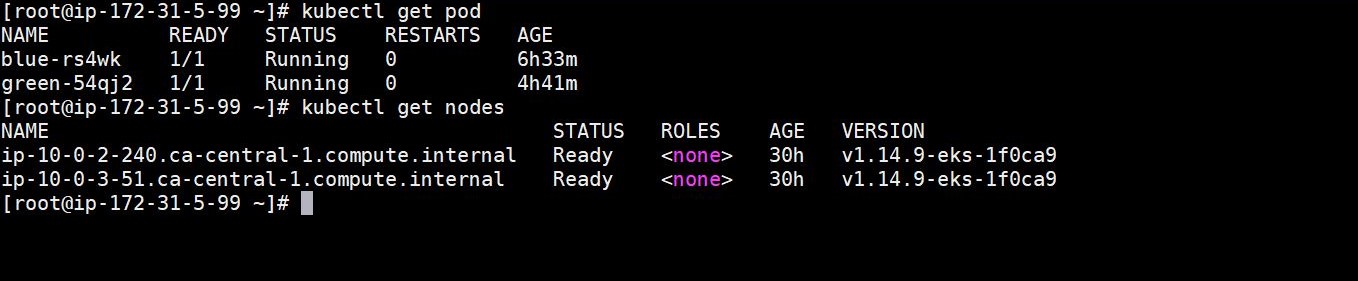 [root@ip-172-31-5-99 ~]# kubectl get pod
NAME          READY   STATUS    RESTARTS   AGE
blue-rs4wk    1/1     Running   0          6h33m
green-54qj2   1/1     Running   0          4h41m
[root@ip-172-31-5-99 ~]# kubectl get nodes
NAME                                          STATUS   ROLES    AGE   VERSION
ip-10-0-2-240.ca-central-1.compute.internal   Ready    <none>   30h   v1.14.9-eks-1f0ca9
ip-10-0-3-51.ca-central-1.compute.internal    Ready    <none>   30h   v1.14.9-eks-1f0ca9
[root@ip-172-31-5-99 ~]#